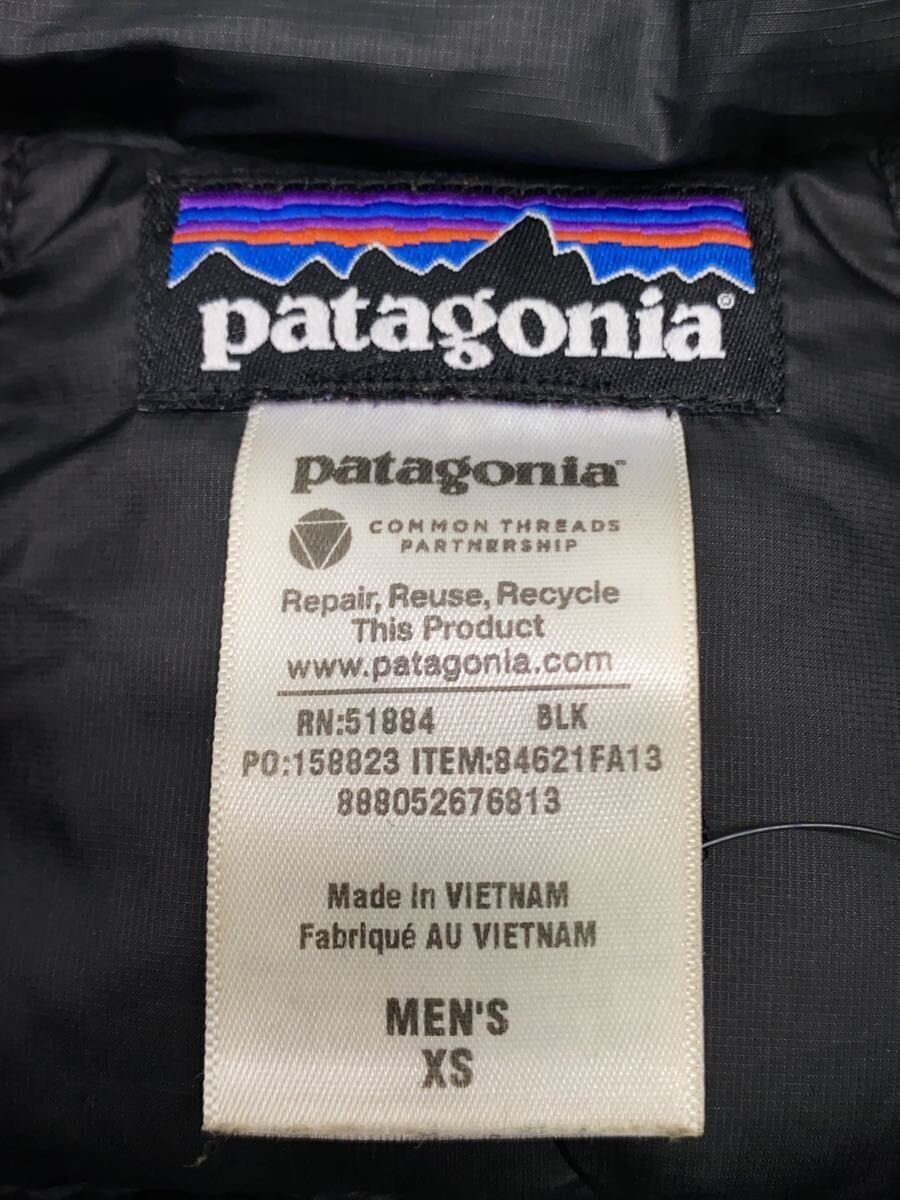 patagonia®
patagonia
COMMON THREADS
PARTNERSHIP
Repair, Reuse, Recycle
This Product
www.patagonia.com
RN:51884 BLK
PO:158823 ITEM:84621FA13
888052676813
Made in VIETNAM
Fabriqué AU VIETNAM
MEN'S
XS